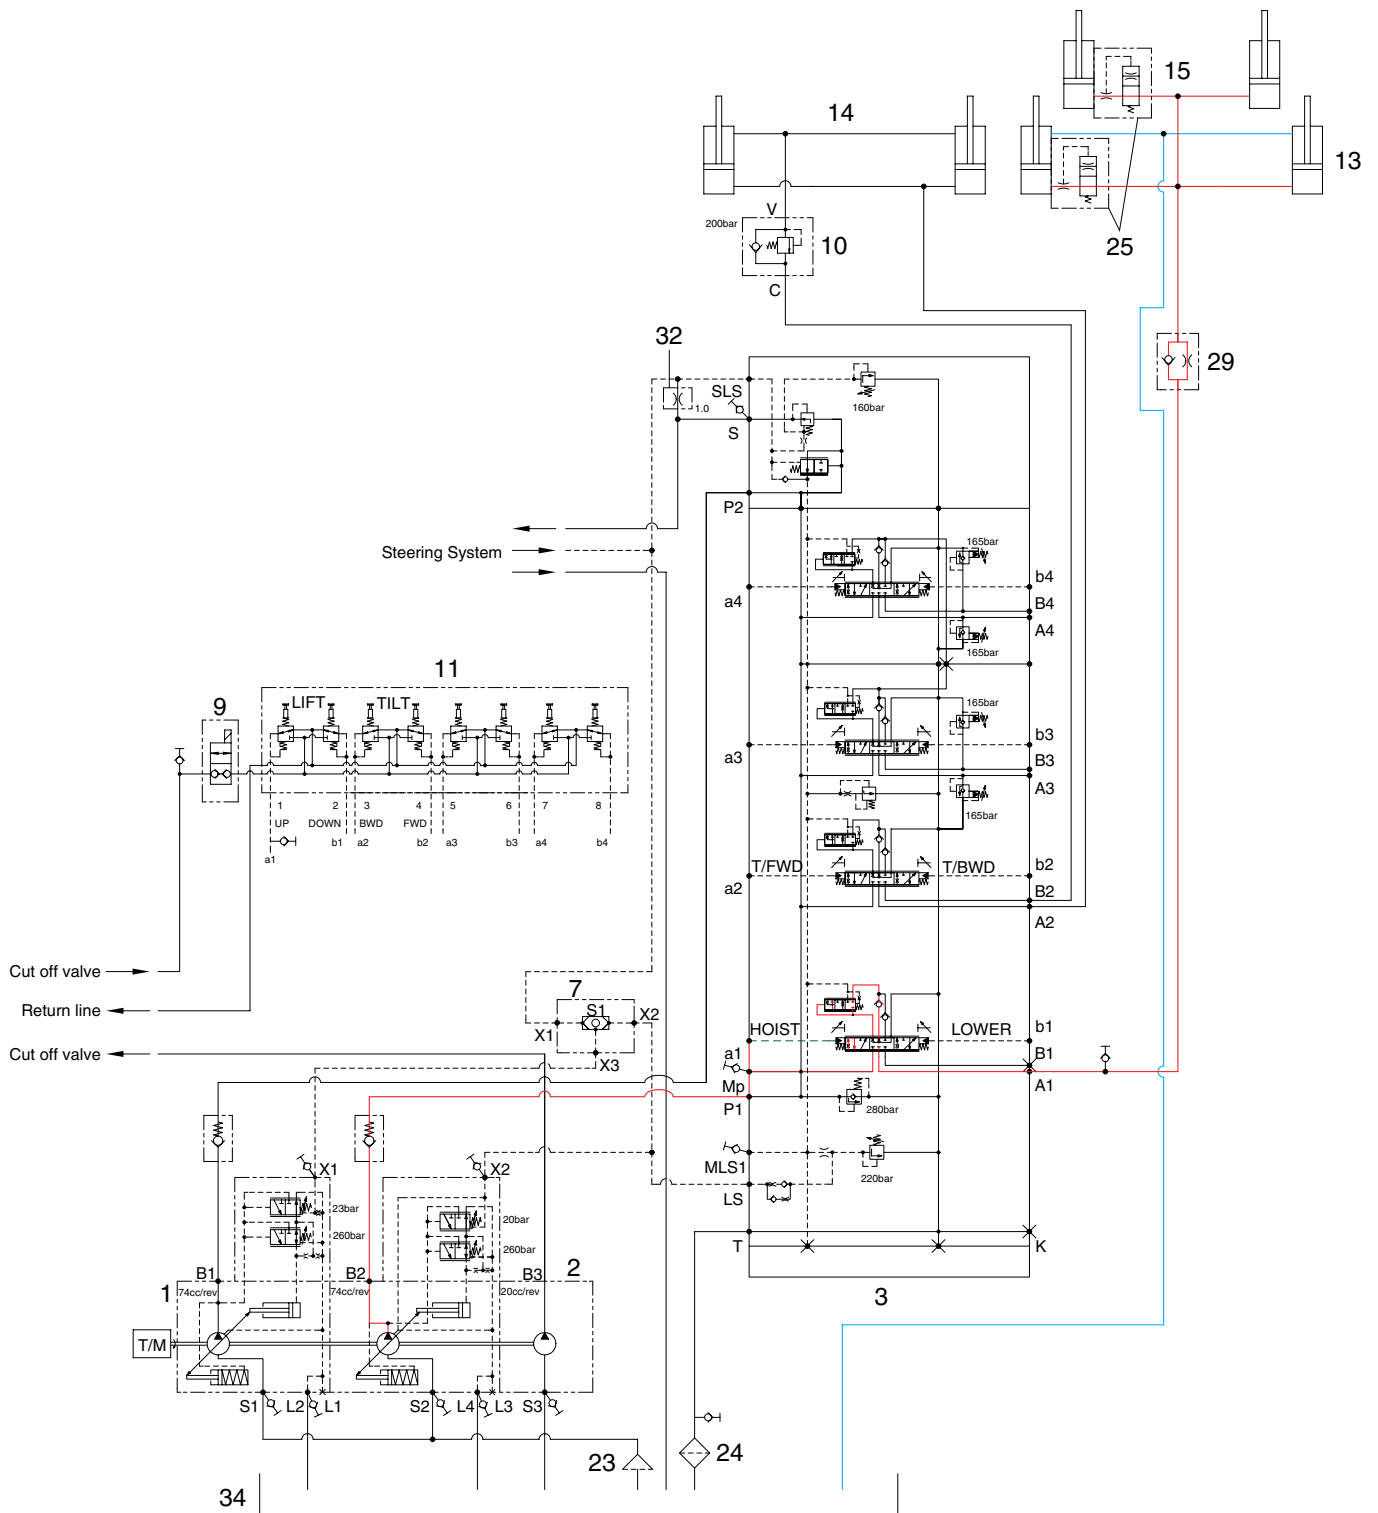 15
14
13
25
V
200bar
10
C
32
29
SLS
1.0
S
160bar
P2
Steering System
165bar
b4
a4
B4
A4
165bar
11
LIFT
TILT
9
165bar
b3
a3
B3
A3
165bar
1
2
3
4
5
6
7
8
UP
DOWN
BWD
FWD
a1
b1
a2
b2
a3
b3
a4
b4
T/FWD
T/BWD
b2
a2
B2
A2
Cut off valve
Return line
Cut off valve
7
S1
X1
X2
X3
HOIST
LOWER
b1
a1
B1
A1
Mp
P1
280bar
MLS1
220bar
LS
X1
X2
23bar
260bar
20bar
260bar
T
K
B1
B2
B3
2
1
74cc/rev
74cc/rev
20cc/rev
3
T/M
S1
L2
L1
S2
L4
L3
S3
23
24
34